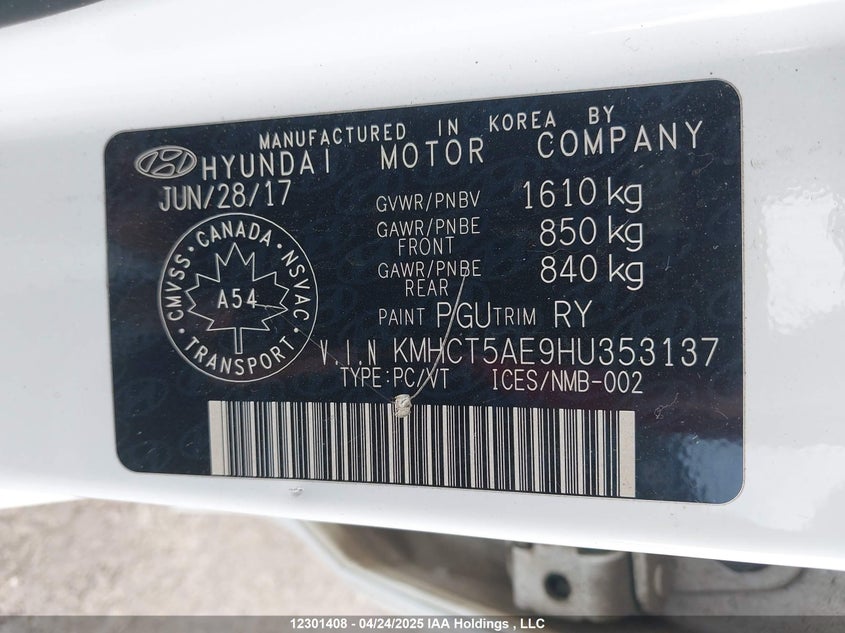 MANUFACTURED IN KOREA BY
HYUNDAI MOTOR COMPANY
JUN/28/17
GVWR/PNBV 1610 kg
GAWR/PNBE FRONT 850 kg
GAWR/PNBE REAR 840 kg
CMVSS · CANADA · NSVAC · TRANSPORT ·
A54
PAINT PGU TRIM RY
V.I.N KMHCT5AE9HU353137
TYPE:PC/VT ICES/NMB-002
12301408 - 04/24/2025 IAA Holdings , LLC